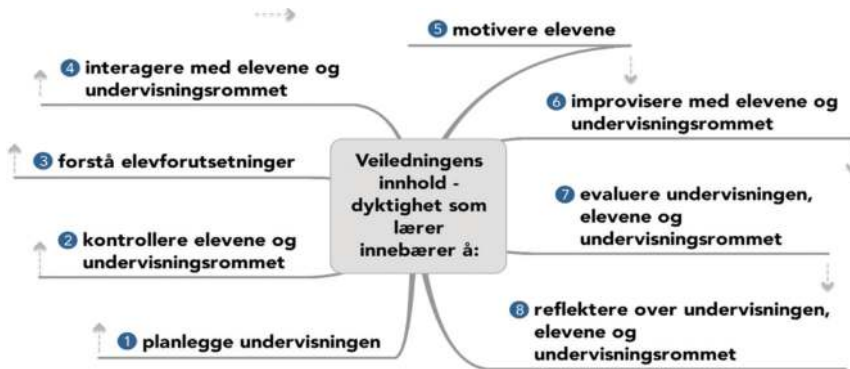 5 motivere elevene
4 interagere med elevene og
undervisningsrommet
6 improvisere med elevene og
undervisningsrommet
Veiledningens
innhold -
dyktighet som
lærer
innebærer å:
3 forstå elevforutsetninger
7 evaluere undervisningen,
elevene og
undervisningsrommet
2 kontrollere elevene og
undervisningsrommet
8 reflektere over undervisningen,
elevene og
undervisningsrommet
1 planlegge undervisningen